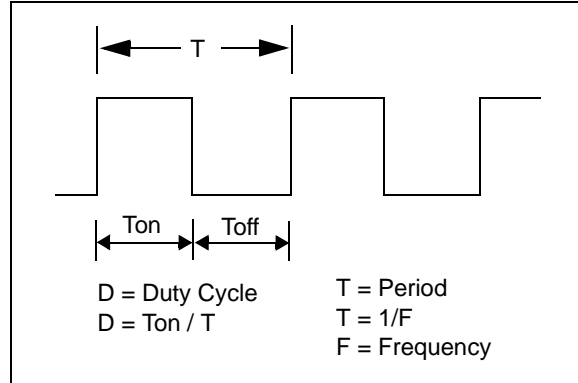 T
Ton Toff
D = Duty Cycle
D = Ton / T
T = Period
T = 1/F
F = Frequency